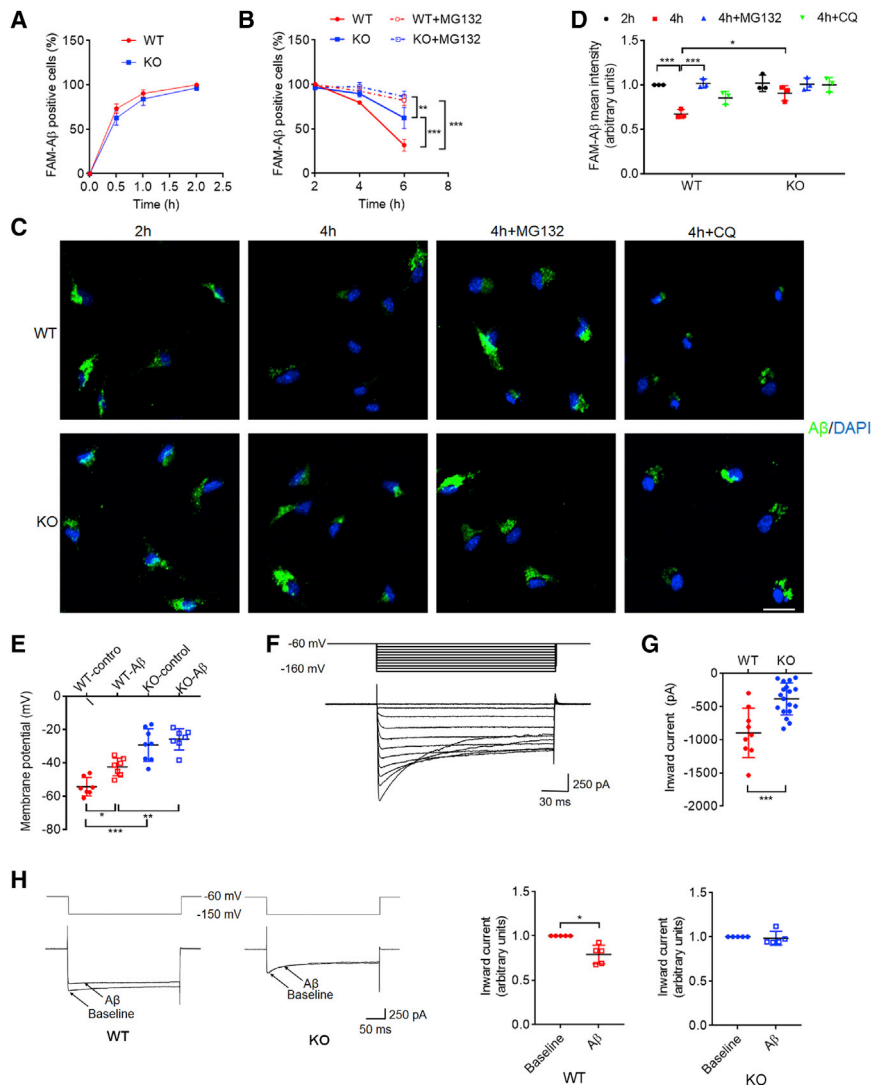 A
FAM-Aβ positive cells (%)
150
100
50
0
0.0 0.5 1.0 1.5 2.0 2.5
Time (h)
WT
KO
B
FAM-Aβ positive cells (%)
150
100
50
0
2 4 6 8
Time (h)
WT WT+MG132
KO KO+MG132
**
***
***
D
2h 4h 4h+MG132 4h+CQ
FAM-Aβ mean intensity
(arbitrary units)
1.5
1.0
0.5
0.0
*** *** *
WT KO
C
2h 4h 4h+MG132 4h+CQ
WT
KO
Aβ/DAPI
E
WT-contro
l
WT-Aβ
KO-control
KO-Aβ
Membrane potential (mV)
0
-20
-40
-60
-80
* **
***
F
-60 mV
-160 mV
250 pA
30 ms
G
WT KO
Inward current (pA)
0
-500
-1000
-1500
-2000
***
H
-60 mV
-150 mV
Aβ
Baseline
WT
Aβ
Baseline
KO
250 pA
50 ms
Inward current
(arbitrary units)
1.5
1.0
0.5
0.0
*
Baseline Aβ
WT
Inward current
(arbitrary units)
1.5
1.0
0.5
0.0
Baseline Aβ
KO